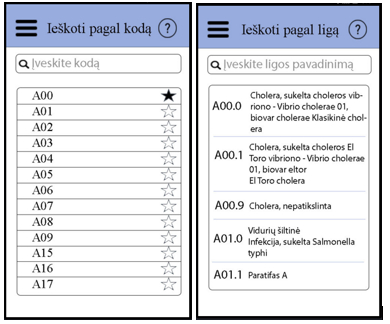 Ieškoti pagal kodą ?
Įveskite kodą
A00
A01
A02
A03
A04
A05
A06
A07
A08
A09
A15
A16
A17
Ieškoti pagal ligą ?
Įveskite ligos pavadinimą
A00.0 Cholera, sukelta choleros vib-
riono - Vibrio cholerae 01,
biovar cholerae Klasikinė chol-
era
A00.1 Cholera, sukelta choleros El
Toro vibriono - Vibrio cholerae
01, biovar eltor
El Toro cholera
A00.9 Cholera, nepatikslinta
A01.0 Vidurių šiltinė
Infekcija, sukelta Salmonella
typhi
A01.1 Paratifas A